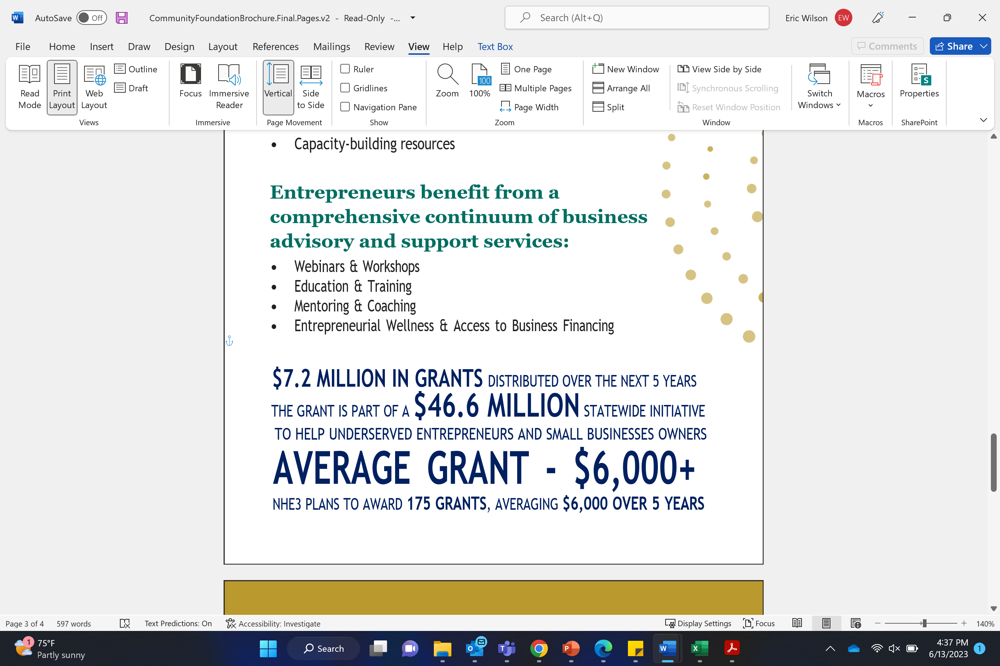 W AutoSave Off CommunityFoundationBrochure.Final.Pages.v2 - Read-Only -... Search (Alt+Q) Eric Wilson EW
File Home Insert Draw Design Layout References Mailings Review View Help Text Box Comments Share
Read Mode
Print Layout
Web Layout
Outline
Draft
Views
Focus
Immersive Reader
Immersive
Vertical
Side to Side
Page Movement
Ruler
Gridlines
Navigation Pane
Show
Zoom
100
100%
One Page
Multiple Pages
Page Width
Zoom
New Window
Arrange All
Split
View Side by Side
Synchronous Scrolling
Reset Window Position
Switch Windows
Window
Macros
Macros
S
Properties
SharePoint
• Capacity-building resources
Entrepreneurs benefit from a
comprehensive continuum of business
advisory and support services:
• Webinars & Workshops
• Education & Training
• Mentoring & Coaching
• Entrepreneurial Wellness & Access to Business Financing
$7.2 MILLION IN GRANTS DISTRIBUTED OVER THE NEXT 5 YEARS
THE GRANT IS PART OF A $46.6 MILLION STATEWIDE INITIATIVE
TO HELP UNDERSERVED ENTREPRENEURS AND SMALL BUSINESSES OWNERS
AVERAGE GRANT - $6,000+
NHE3 PLANS TO AWARD 175 GRANTS, AVERAGING $6,000 OVER 5 YEARS
Page 3 of 4 597 words Text Predictions: On Accessibility: Investigate Display Settings Focus 140%
1 75°F
Partly sunny
Search
O T P W X
4:37 PM
6/13/2023 1